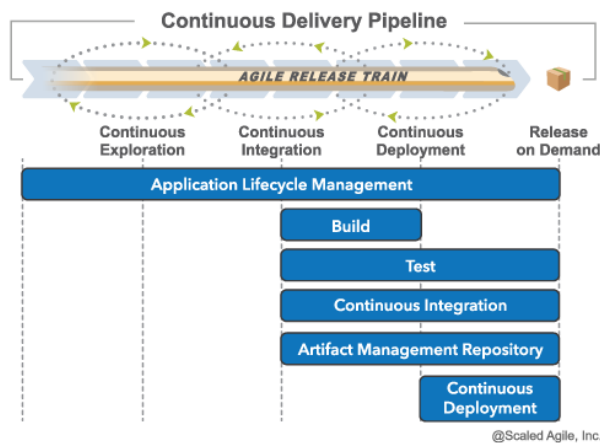 Continuous Delivery Pipeline
AGILE RELEASE TRAIN
Continuous Exploration
Continuous Integration
Continuous Deployment
Release on Demand
Application Lifecycle Management
Build
Test
Continuous Integration
Artifact Management Repository
Continuous
Deployment
@Scaled Agile, Inc.